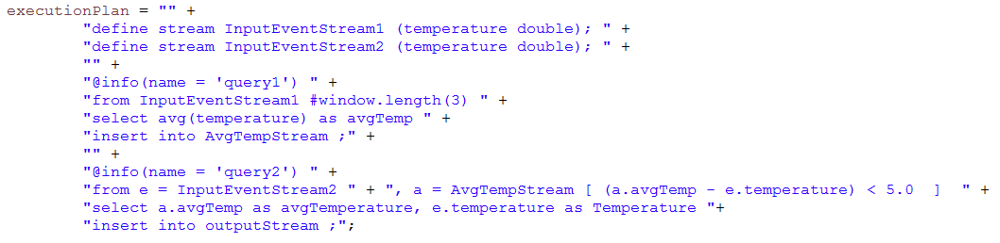 executionPlan = "" +
"define stream InputEventStream1 (temperature double); " +
"define stream InputEventStream2 (temperature double); " +
"" +
"@info(name = 'query1') " +
"from InputEventStream1 #window.length(3) " +
"select avg(temperature) as avgTemp " +
"insert into AvgTempStream ;" +
"" +
"@info(name = 'query2') " +
"from e = InputEventStream2 " + ", a = AvgTempStream [ (a.avgTemp - e.temperature) < 5.0  ]  " +
"select a.avgTemp as avgTemperature, e.temperature as Temperature "+
"insert into outputStream ;";